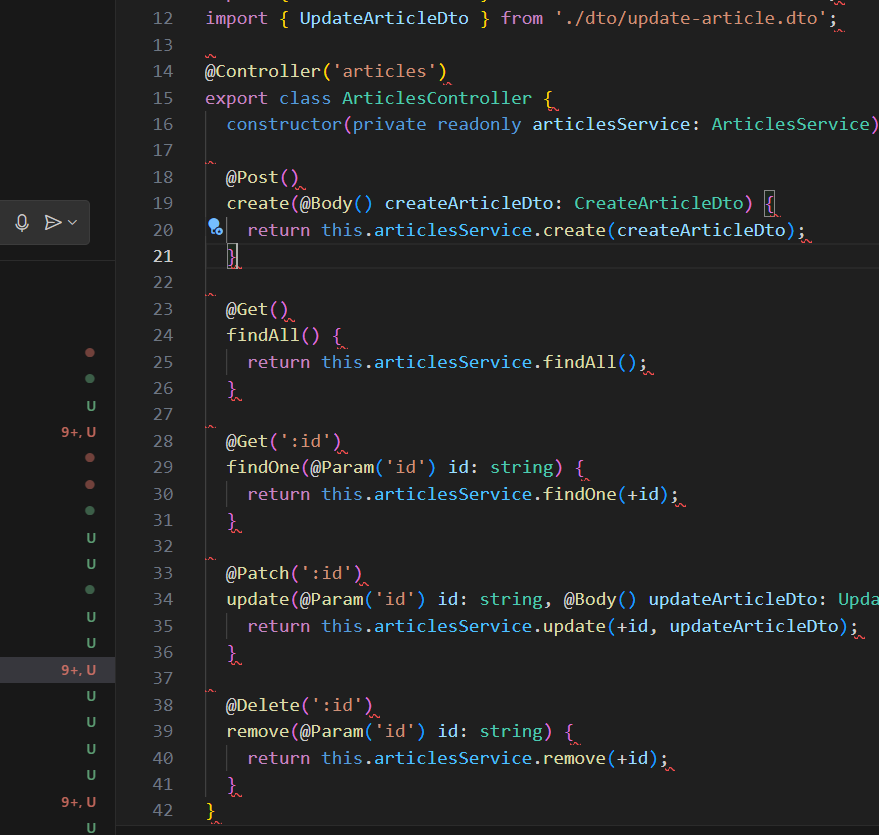 12 import { UpdateArticleDto } from './dto/update-article.dto';
13
14 @Controller('articles')
15 export class ArticlesController {
16 constructor(private readonly articlesService: ArticlesService)
17
18 @Post()
19 create(@Body() createArticleDto: CreateArticleDto) {
20 return this.articlesService.create(createArticleDto);
21 }
22
23 @Get()
24 findAll() {
25 return this.articlesService.findAll();
26 }
27
28 @Get(':id')
29 findOne(@Param('id') id: string) {
30 return this.articlesService.findOne(+id);
31 }
32
33 @Patch(':id')
34 update(@Param('id') id: string, @Body() updateArticleDto: Upda
35 return this.articlesService.update(+id, updateArticleDto);
36 }
37
38 @Delete(':id')
39 remove(@Param('id') id: string) {
40 return this.articlesService.remove(+id);
41 }
42 }
U
9+, U
U
U
U
U
9+, U
U
U
U
U
9+, U
U